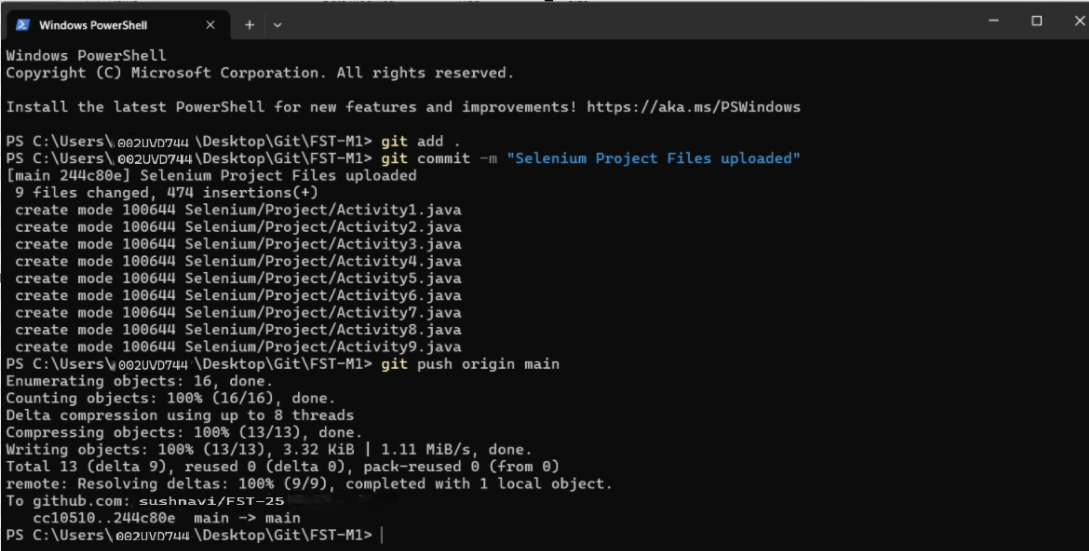 Windows PowerShell
Windows PowerShell
Copyright (C) Microsoft Corporation. All rights reserved.
Install the latest PowerShell for new features and improvements! https://aka.ms/PSWindows
PS C:\Users\002UVD744\Desktop\Git\FST-M1> git add .
PS C:\Users\002UVD744\Desktop\Git\FST-M1> git commit -m "Selenium Project Files uploaded"
[main 244c80e] Selenium Project Files uploaded
9 files changed, 474 insertions(+)
create mode 100644 Selenium/Project/Activity1.java
create mode 100644 Selenium/Project/Activity2.java
create mode 100644 Selenium/Project/Activity3.java
create mode 100644 Selenium/Project/Activity4.java
create mode 100644 Selenium/Project/Activity5.java
create mode 100644 Selenium/Project/Activity6.java
create mode 100644 Selenium/Project/Activity7.java
create mode 100644 Selenium/Project/Activity8.java
create mode 100644 Selenium/Project/Activity9.java
PS C:\Users\002UVD744\Desktop\Git\FST-M1> git push origin main
Enumerating objects: 16, done.
Counting objects: 100% (16/16), done.
Delta compression using up to 8 threads
Compressing objects: 100% (13/13), done.
Writing objects: 100% (13/13), 3.32 KiB | 1.11 MiB/s, done.
Total 13 (delta 9), reused 0 (delta 0), pack-reused 0 (from 0)
remote: Resolving deltas: 100% (9/9), completed with 1 local object.
To github.com: sushnavi/FST-25
cc10510..244c80e main -> main
PS C:\Users\002UVD744\Desktop\Git\FST-M1>